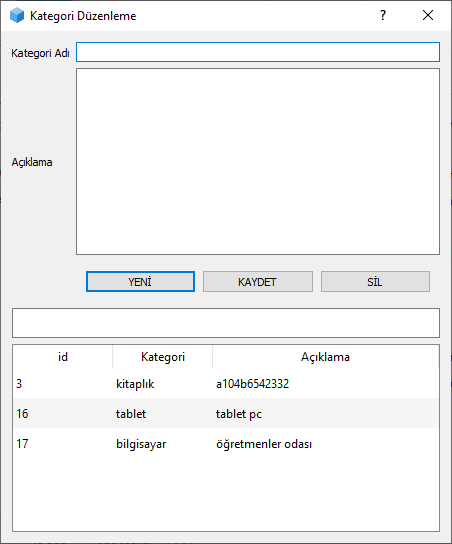 Kategori Düzenleme
?
Kategori Adı
Açıklama
YENİ KAYDET SİL
id Kategori Açıklama
3 kitaplık a104b6542332
16 tablet tablet pc
17 bilgisayar öğretmenler odası